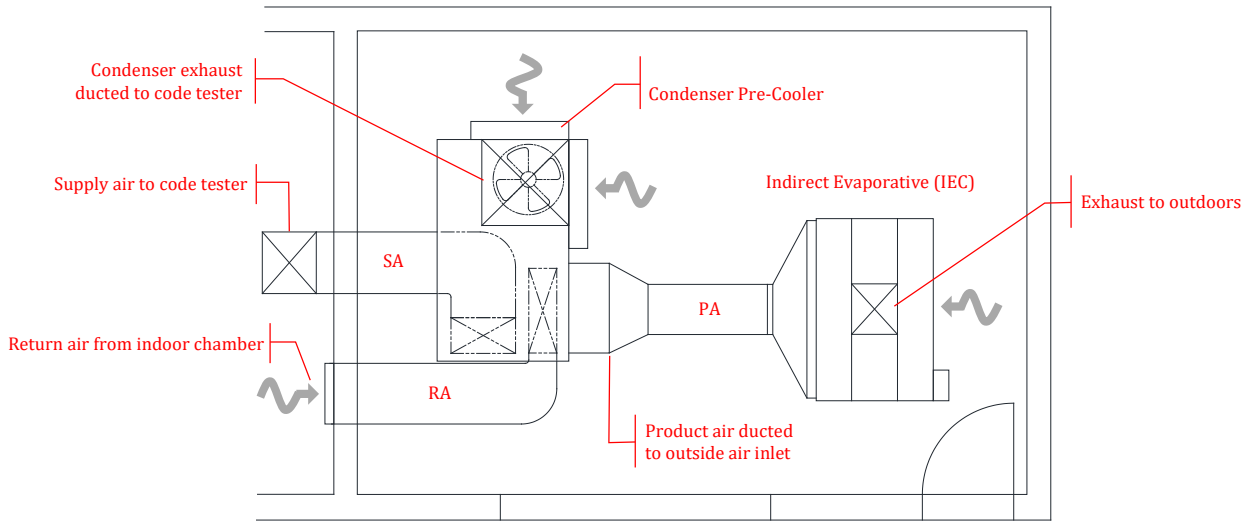 Condenser exhaust
ducted to code tester
Condenser Pre-Cooler
Supply air to code tester
Indirect Evaporative (IEC)
Exhaust to outdoors
SA
PA
Return air from indoor chamber
RA
Product air ducted
to outside air inlet